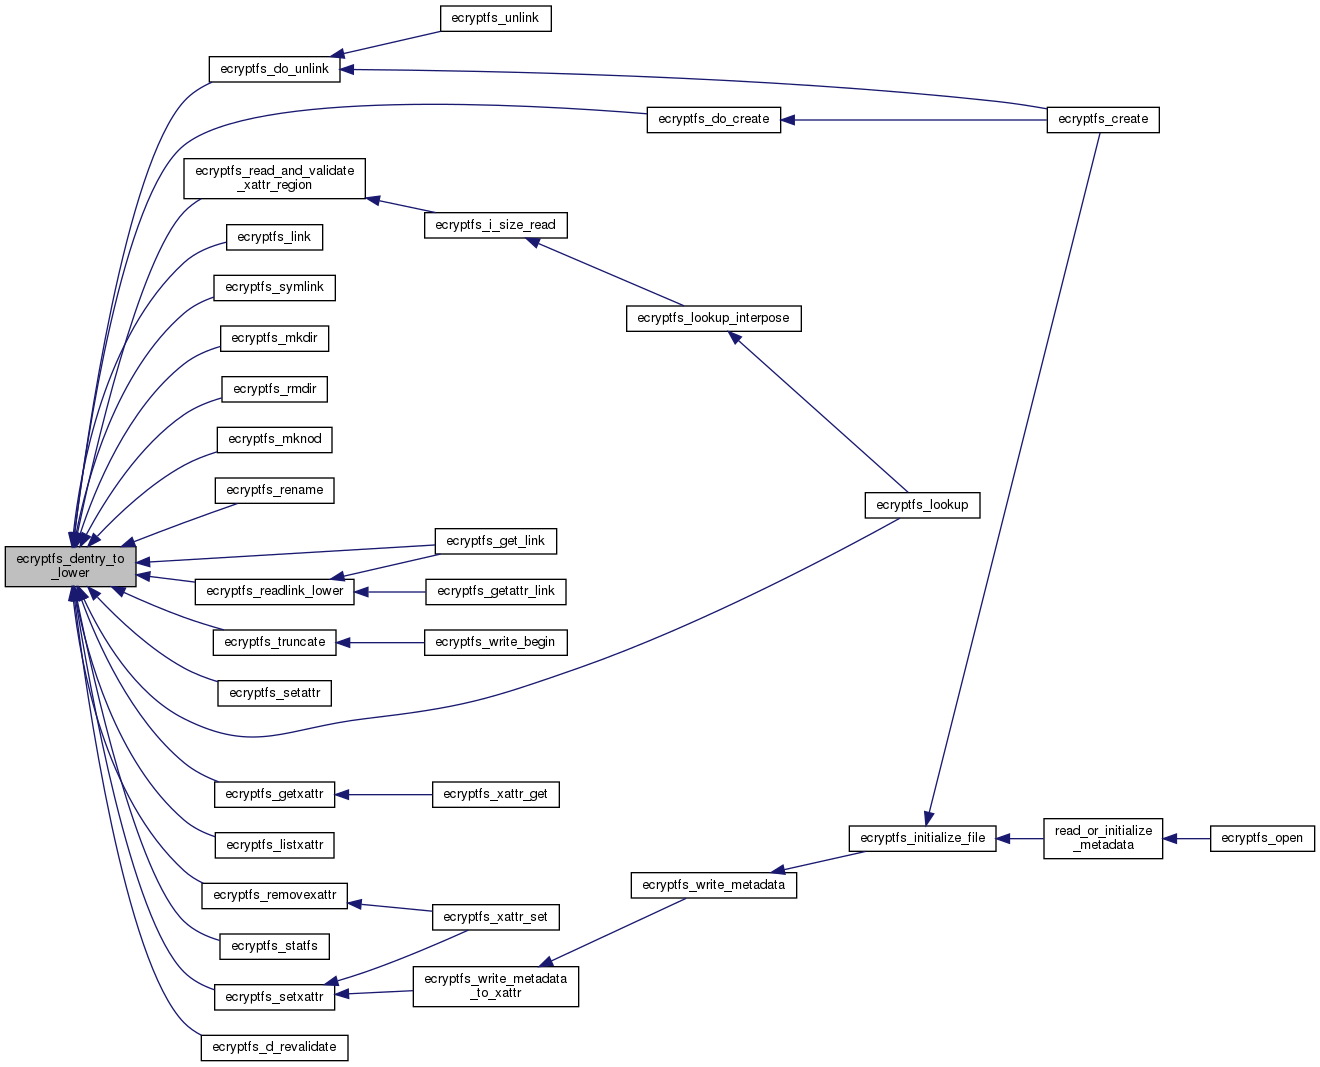 ecryptfs_unlink
ecryptfs_do_unlink
ecryptfs_do_create
ecryptfs_create
ecryptfs_read_and_validate
_xattr_region
ecryptfs_i_size_read
ecryptfs_link
ecryptfs_symlink
ecryptfs_lookup_interpose
ecryptfs_mkdir
ecryptfs_rmdir
ecryptfs_mknod
ecryptfs_rename
ecryptfs_lookup
ecryptfs_get_link
ecryptfs_dentry_to
_lower
ecryptfs_readlink_lower
ecryptfs_getattr_link
ecryptfs_truncate
ecryptfs_write_begin
ecryptfs_setattr
ecryptfs_getxattr
ecryptfs_xattr_get
ecryptfs_listxattr
ecryptfs_initialize_file
read_or_initialize
_metadata
ecryptfs_open
ecryptfs_write_metadata
ecryptfs_removexattr
ecryptfs_xattr_set
ecryptfs_statfs
ecryptfs_write_metadata
_to_xattr
ecryptfs_setxattr
ecryptfs_d_revalidate